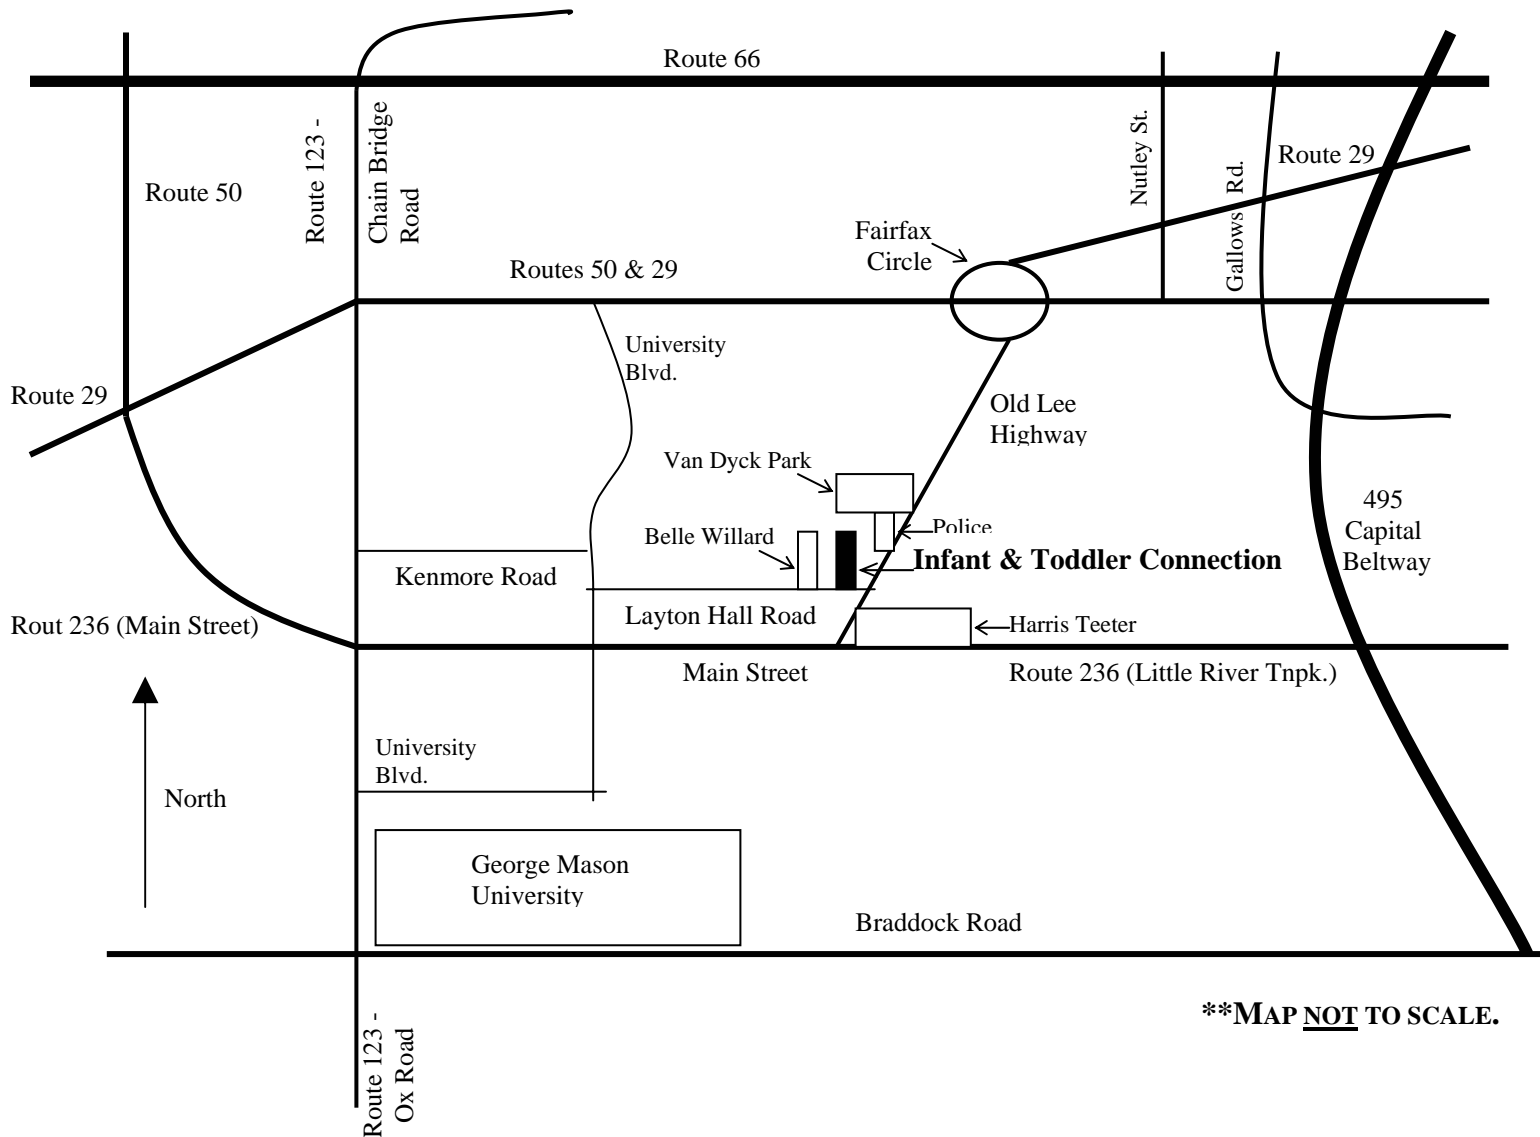 Route 66
Route 123 -
Chain Bridge
Road
Nutley St.
Gallows Rd.
Route 29
Route 50
Fairfax
Circle
Routes 50 & 29
University
Blvd.
Route 29
Old Lee
Highway
Van Dyck Park
495
Capital
Beltway
Police
Belle Willard
Infant & Toddler Connection
Kenmore Road
Layton Hall Road
Harris Teeter
Rout 236 (Main Street)
Main Street
Route 236 (Little River Tnpk.)
University
Blvd.
North
George Mason
University
Braddock Road
**MAP NOT TO SCALE.
Route 123 -
Ox Road